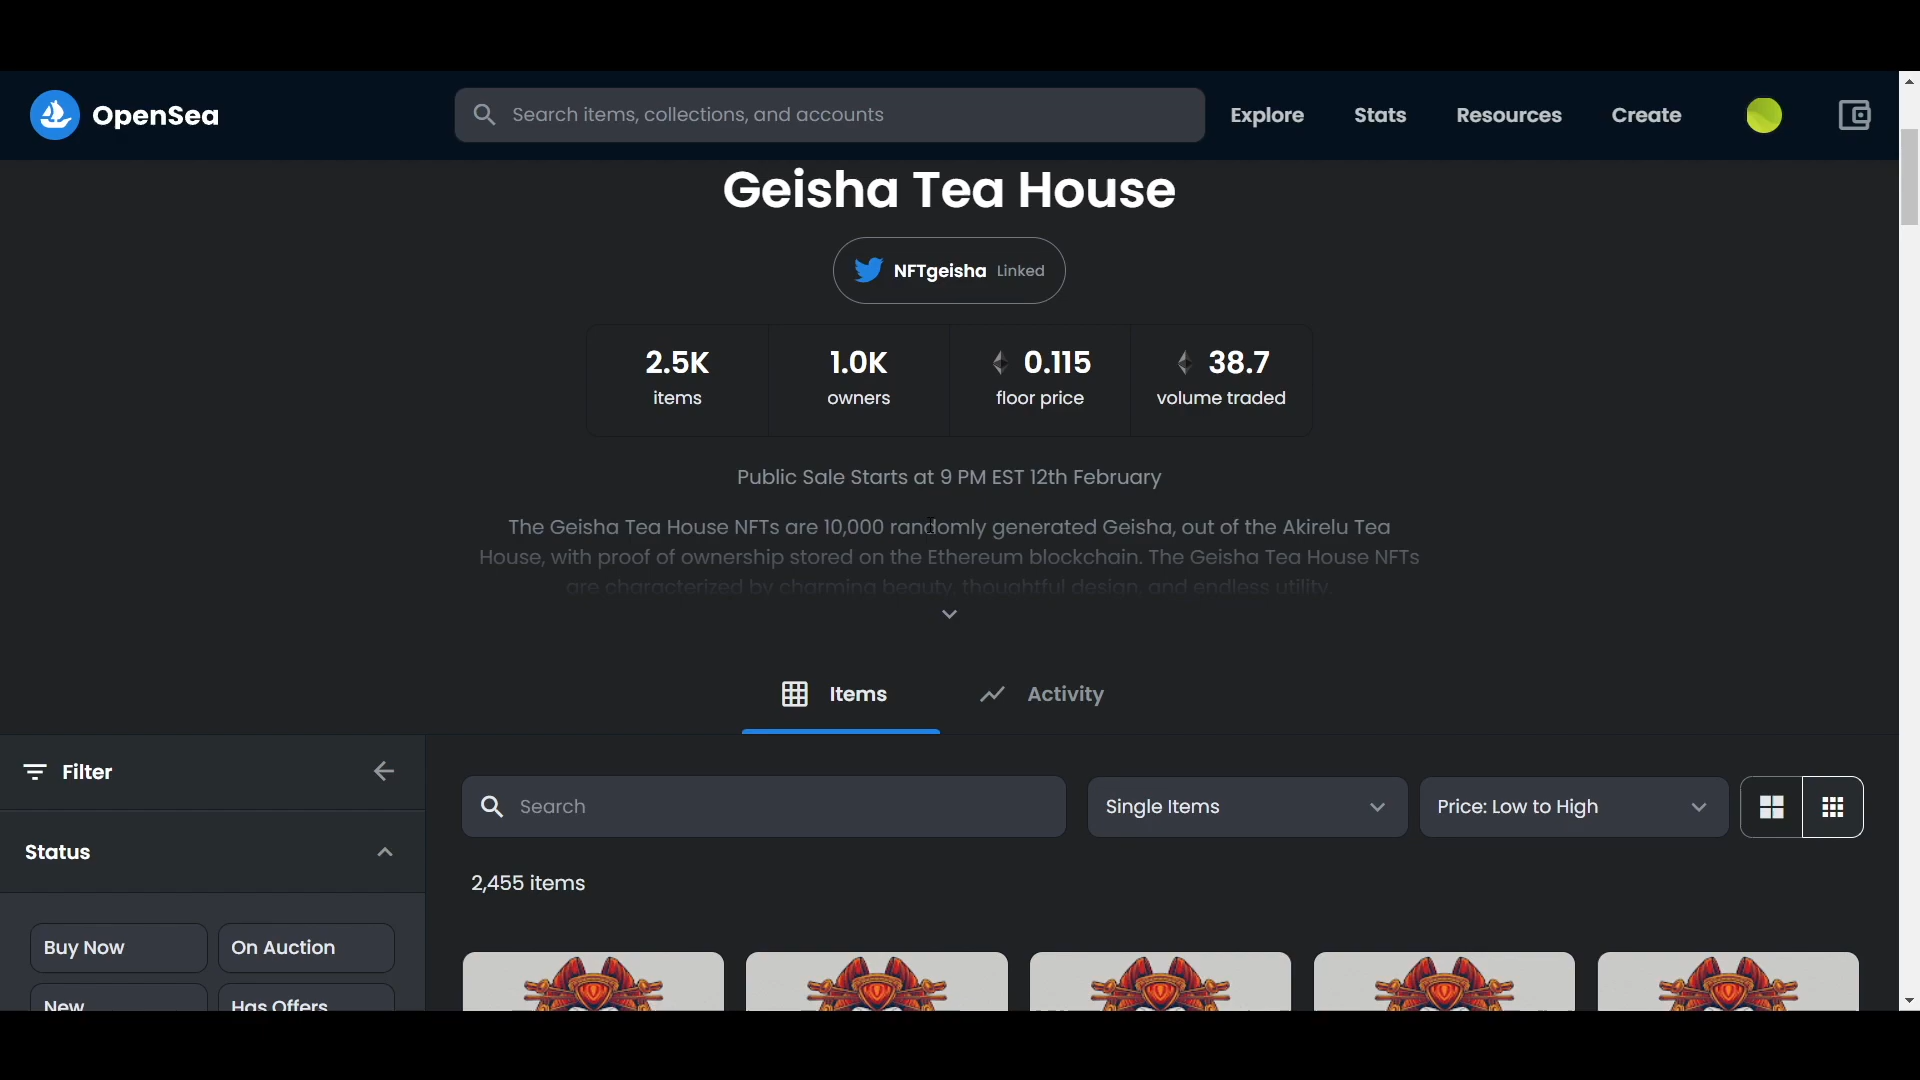 OpenSea
Search items, collections, and accounts
Explore
Stats
Resources
Create
Geisha Tea House
NFTgeisha Linked
2.5K
items
1.0K
owners
0.115
floor price
38.7
volume traded
Public Sale Starts at 9 PM EST 12th February
The Geisha Tea House NFTs are 10,000 randomly generated Geisha, out of the Akirelu Tea
House, with proof of ownership stored on the Ethereum blockchain. The Geisha Tea House NFTs
are characterized by charming beauty, thoughtful design, and endless utility.
Items
Activity
Filter
Status
Buy Now
On Auction
New
Has Offers
Search
Single Items
Price: Low to High
2,455 items